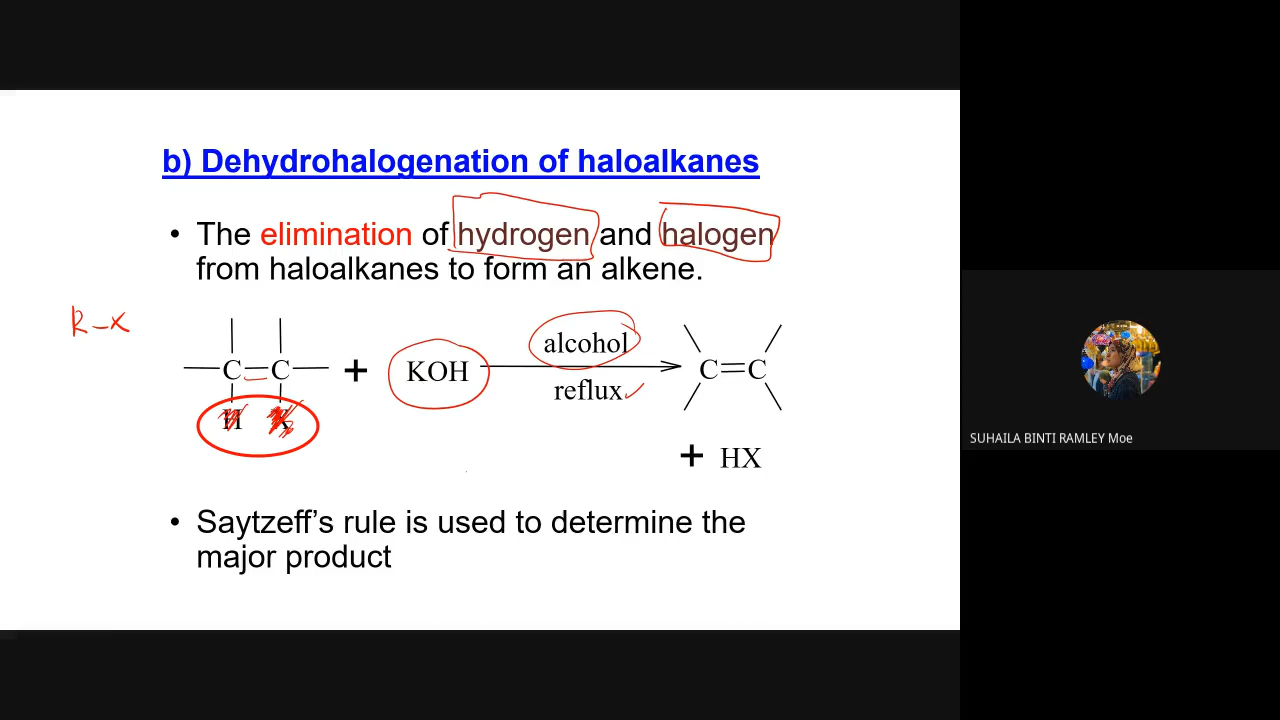 b) Dehydrohalogenation of haloalkanes
• The elimination of hydrogen and halogen
from haloalkanes to form an alkene.
R-X
C=C + KOH alcohol C=C
reflux
H X
+ HX
SUHAILA BINTI RAMLEY Moe
• Saytzeff's rule is used to determine the
major product